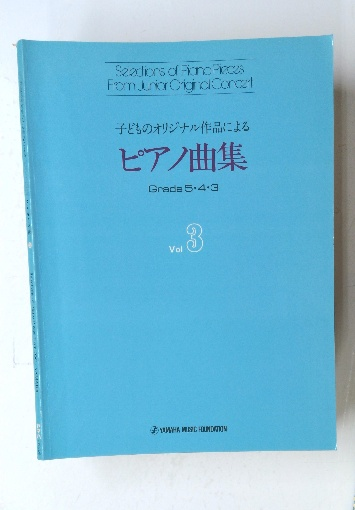 Selections of Piano Pieces
From Junior Original Concert
子どものオリジナル作品による
ピアノ曲集
Grade 5・4・3
Vol 3
YAMAHA MUSIC FOUNDATION